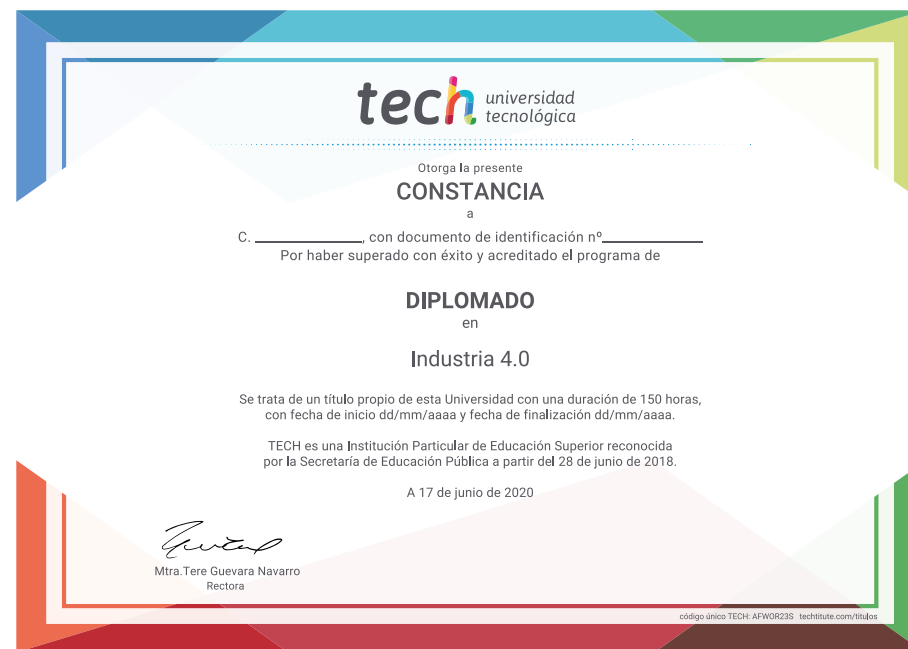 tech universidad
tecnológica
Otorga la presente
CONSTANCIA
a
C. ____________, con documento de identificación nº____________
Por haber superado con éxito y acreditado el programa de
DIPLOMADO
en
Industria 4.0
Se trata de un título propio de esta Universidad con una duración de 150 horas,
con fecha de inicio dd/mm/aaaa y fecha de finalización dd/mm/aaaa.
TECH es una Institución Particular de Educación Superior reconocida
por la Secretaría de Educación Pública a partir del 28 de junio de 2018.
A 17 de junio de 2020
Mtra.Tere Guevara Navarro
Rectora
código único TECH: AFWOR23S techtitute.com/titulos